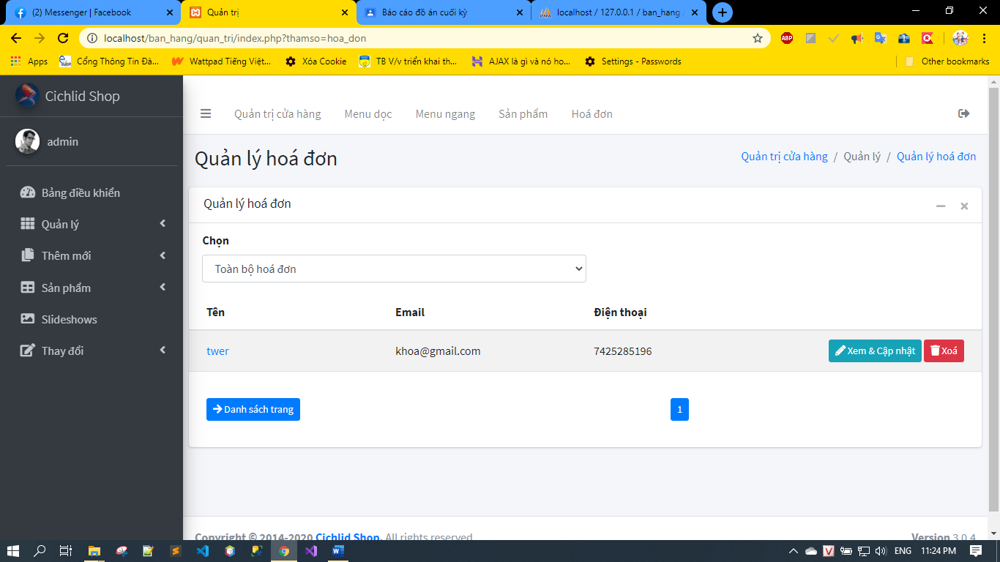 (2) Messenger | Facebook
Quản trị
Báo cáo đồ án cuối kỳ
localhost / 127.0.0.1 / ban_hang
localhost/ban_hang/quan_tri/index.php?thamso=hoa_don
ABP
Apps
Cổng Thông Tin Đà...
Wattpad Tiếng Việt...
Xóa Cookie
TB V/v triển khai th...
AJAX là gì và nó ho...
Settings - Passwords
Other bookmarks
Cichlid Shop
Quản trị cửa hàng
Menu dọc
Menu ngang
Sản phẩm
Hoá đơn
admin
Quản lý hoá đơn
Quản trị cửa hàng / Quản lý / Quản lý hoá đơn
Bảng điều khiển
Quản lý
Thêm mới
Sản phẩm
Slideshows
Thay đổi
Quản lý hoá đơn
Chọn
Toàn bộ hoá đơn
Tên Email Điện thoại
twer khoa@gmail.com 7425285196 Xem & Cập nhật Xoá
Danh sách trang 1
Copyright © 2014-2020 Cichlid Shop. All rights reserved.
Version 3.0.4
ENG 11:24 PM